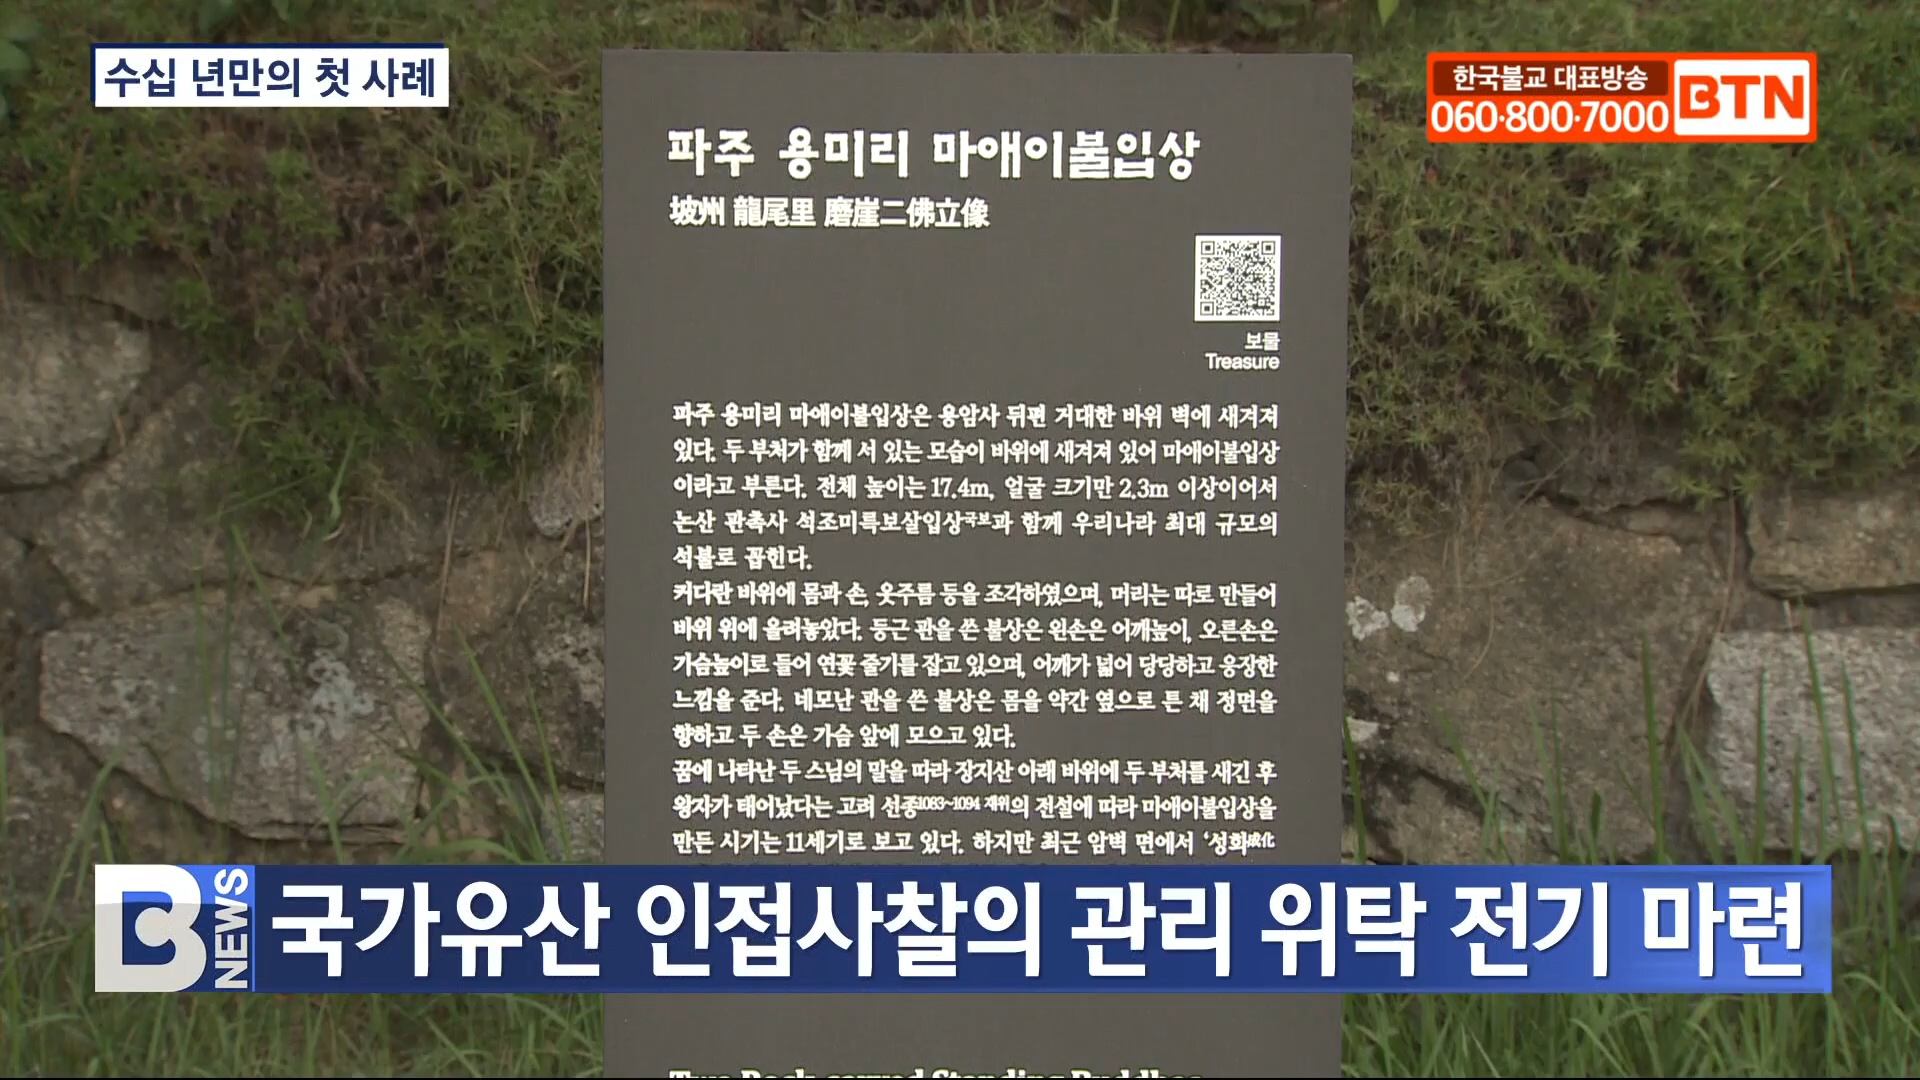 수십 년만의 첫 사례
한국불교 대표방송
060·800·7000
BTN
파주 용미리 마애이불입상
坡州 龍尾里 磨崖二佛立像
보물
Treasure
파주 용미리 마애이불입상은 용암사 뒤편 거대한 바위 벽에 새겨져
있다. 두 부처가 함께 서 있는 모습이 바위에 새겨져 있어 마애이불입상
이라고 부른다. 전체 높이는 17.4m, 얼굴 크기만 2.3m 이상이어서
논산 관촉사 석조미륵보살입상국보과 함께 우리나라 최대 규모의
석불로 꼽힌다.
커다란 바위에 몸과 손, 옷주름 등을 조각하였으며, 머리는 따로 만들어
바위 위에 올려놓았다. 둥근 관을 쓴 불상은 왼손은 어깨높이, 오른손은
가슴높이로 들어 연꽃 줄기를 잡고 있으며, 어깨가 넓어 당당하고 웅장한
느낌을 준다. 네모난 관을 쓴 불상은 몸을 약간 옆으로 튼 채 정면을
향하고 두 손은 가슴 앞에 모으고 있다.
꿈에 나타난 두 스님의 말을 따라 장지산 아래 바위에 두 부처를 새긴 후
왕자가 태어났다는 고려 선종1083~1094 재위의 전설에 따라 마애이불입상을
만든 시기는 11세기로 보고 있다. 하지만 최근 암벽 면에서 ‘성화成化
B NEWS
국가유산 인접사찰의 관리 위탁 전기 마련
Two Rock-carved Standing Buddhas